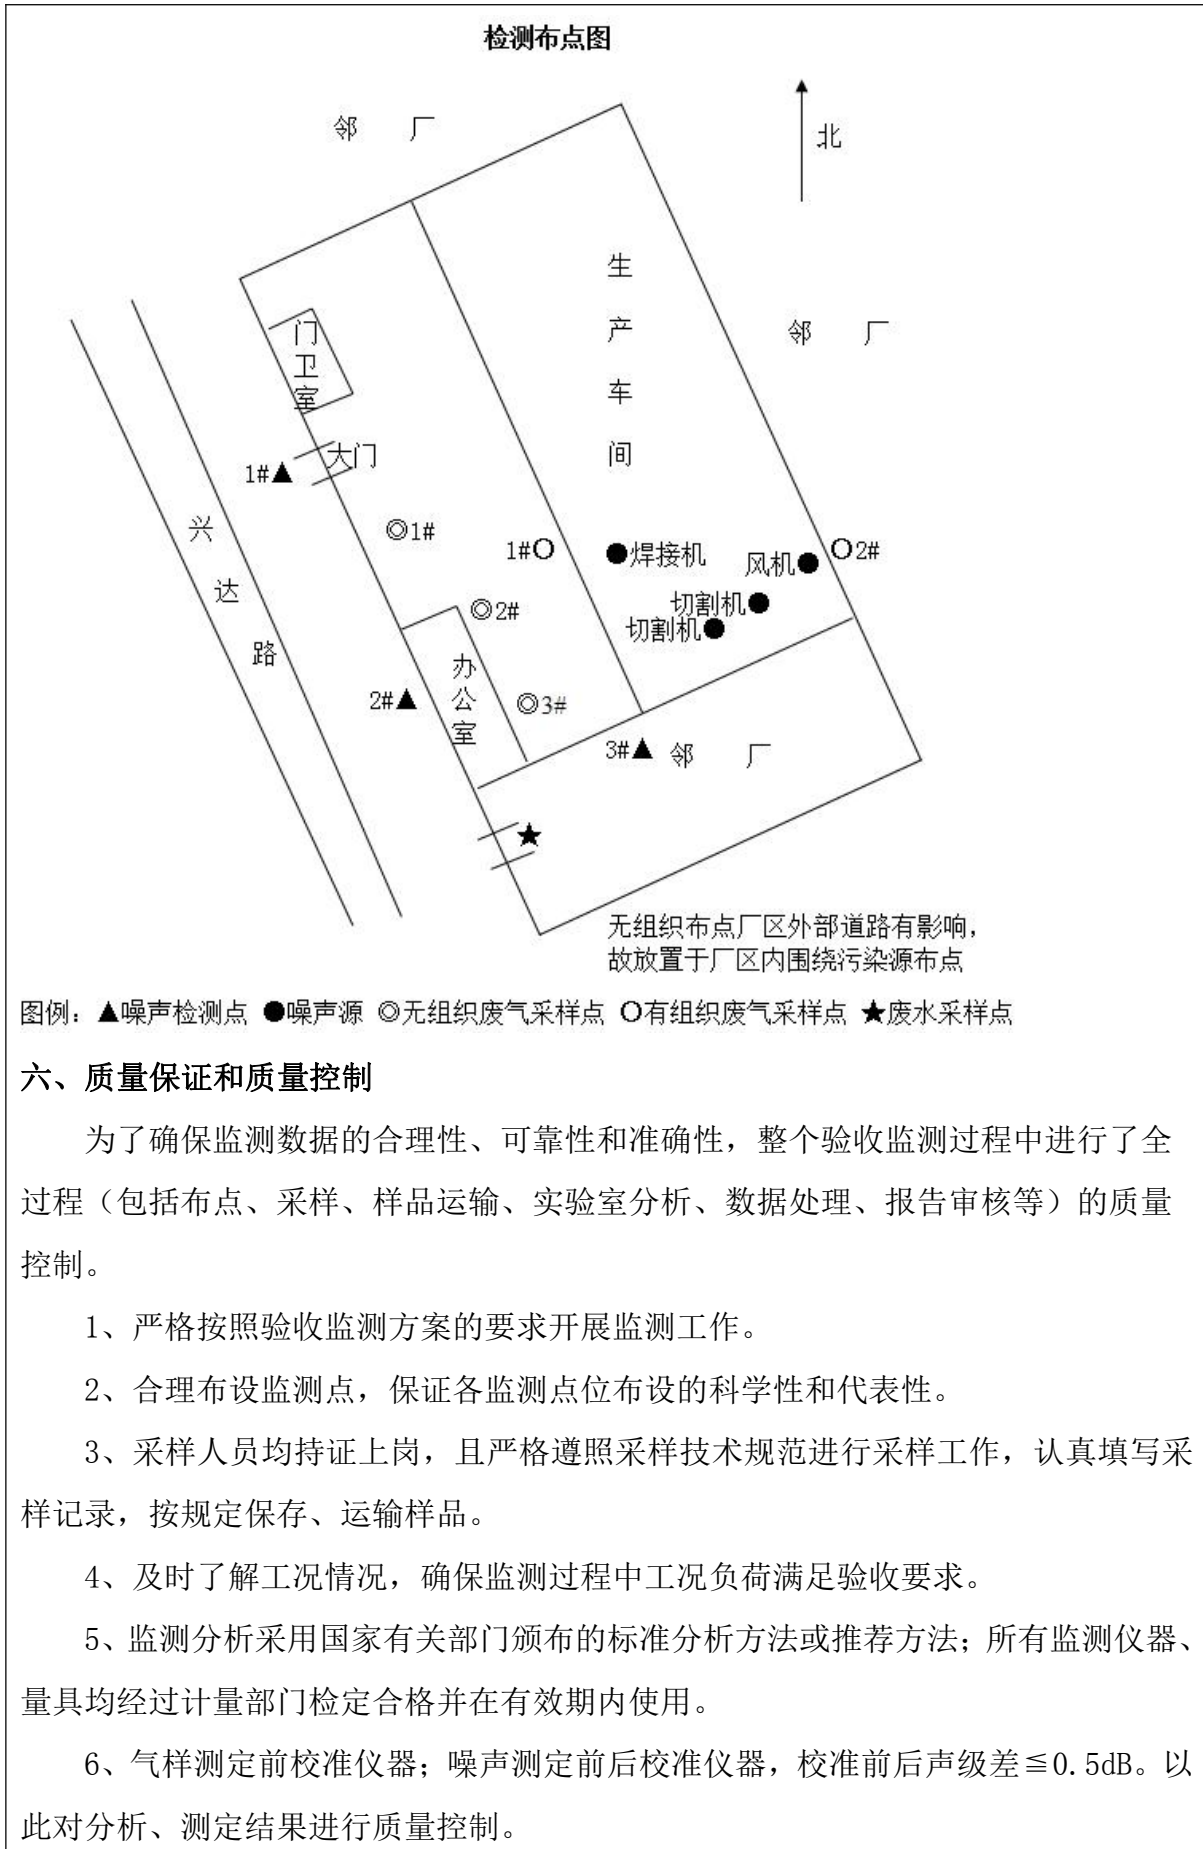 检测布点图
邻 厂
北
生产车间
门卫室
邻 厂
大门
1#▲
兴达路
◎1#
1#○
●焊接机
风机●
○2#
切割机●
切割机●
◎2#
办公室
2#▲
◎3#
3#▲
邻 厂
★
无组织布点厂区外部道路有影响，
故放置于厂区内围绕污染源布点
图例：▲噪声检测点 ●噪声源 ◎无组织废气采样点 ○有组织废气采样点 ★废水采样点
六、质量保证和质量控制
为了确保监测数据的合理性、可靠性和准确性，整个验收监测过程中进行了全
过程（包括布点、采样、样品运输、实验室分析、数据处理、报告审核等）的质量
控制。
1、严格按照验收监测方案的要求开展监测工作。
2、合理布设监测点，保证各监测点位布设的科学性和代表性。
3、采样人员均持证上岗，且严格遵照采样技术规范进行采样工作，认真填写采
样记录，按规定保存、运输样品。
4、及时了解工况情况，确保监测过程中工况负荷满足验收要求。
5、监测分析采用国家有关部门颁布的标准分析方法或推荐方法；所有监测仪器、
量具均经过计量部门检定合格并在有效期内使用。
6、气样测定前校准仪器；噪声测定前后校准仪器，校准前后声级差≦0.5dB。以
此对分析、测定结果进行质量控制。